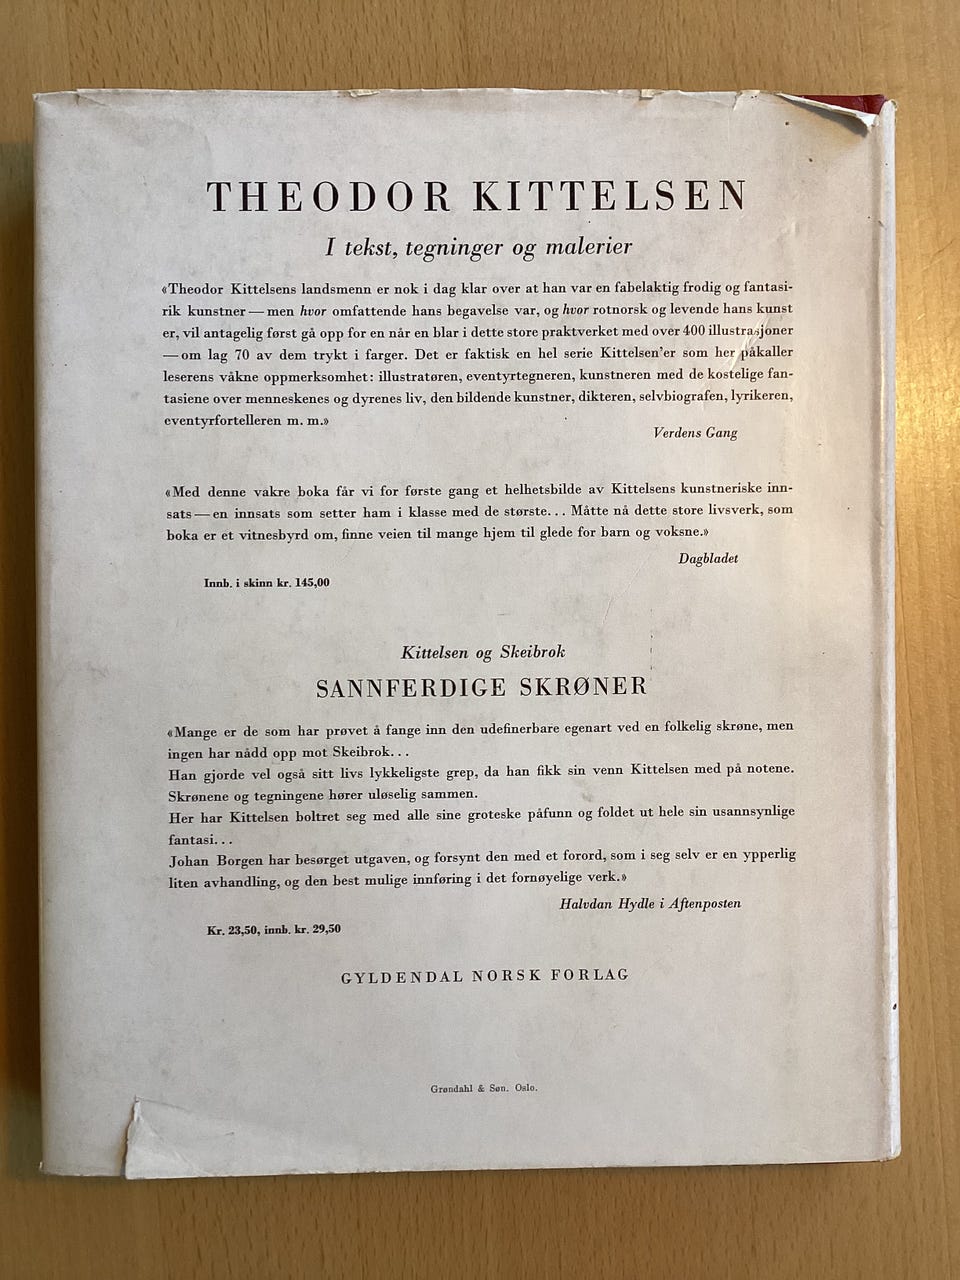 THEODOR KITTELSEN
I tekst, tegninger og malerier
«Theodor Kittelsens landsmenn er nok i dag klar over at han var en fabelaktig frodig og fantasi-
rik kunstner — men hvor omfattende hans begavelse var, og hvor rotnorsk og levende hans kunst
er, vil antagelig først gå opp for en når en blar i dette store praktverket med over 400 illustrasjoner
— om lag 70 av dem trykt i farger. Det er faktisk en hel serie Kittelsen'er som her påkaller
leserens våkne oppmerksomhet: illustratøren, eventyrtegneren, kunstneren med de kostelige fan-
tasiene over menneskenes og dyrenes liv, den bildende kunstner, dikteren, selvbiografen, lyrikeren,
eventyrfortelleren m. m.»
Verdens Gang
«Med denne vakre boka får vi for første gang et helhetsbilde av Kittelsens kunstneriske inn-
sats — en innsats som setter ham i klasse med de største... Måtte nå dette store livsverk, som
boka er et vitnesbyrd om, finne veien til mange hjem til glede for barn og voksne.»
Dagbladet
Innb. i skinn kr. 145,00
Kittelsen og Skeibrok
SANNFERDIGE SKRØNER
«Mange er de som har prøvet å fange inn den udefinerbare egenart ved en folkelig skrøne, men
ingen har nådd opp mot Skeibrok...
Han gjorde vel også sitt livs lykkeligste grep, da han fikk sin venn Kittelsen med på notene.
Skrønene og tegningene hører uløselig sammen.
Her har Kittelsen boltret seg med alle sine groteske påfunn og foldet ut hele sin usannsynlige
fantasi...
Johan Borgen har besørget utgaven, og forsynt den med et forord, som i seg selv er en ypperlig
liten avhandling, og den best mulige innføring i det fornøyelige verk.»
Halvdan Hydle i Aftenposten
Kr. 23,50, innb. kr. 29,50
GYLDENDAL NORSK FORLAG
Grøndahl & Søn. Oslo.